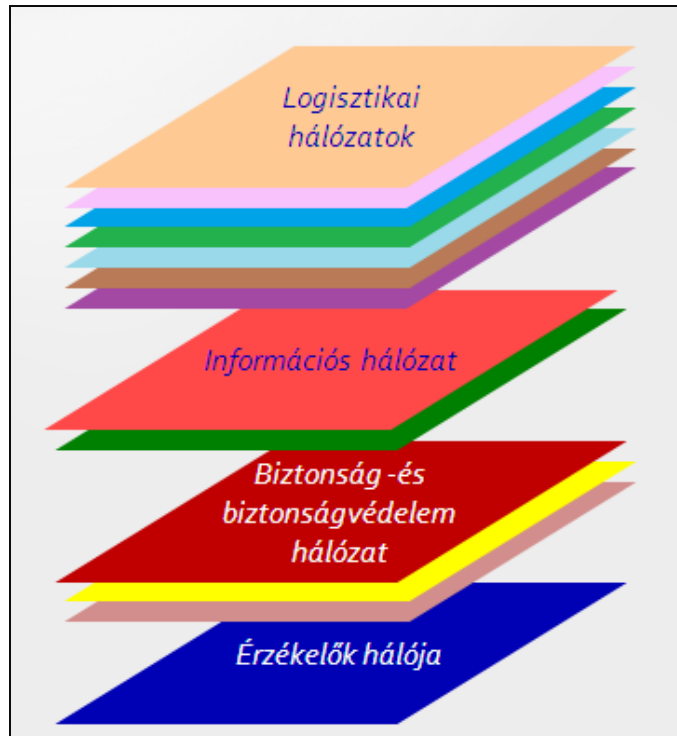 Logisztikai
hálózatok
Információs hálózat
Biztonság -és
biztonságvédelem
hálózat
Érzékelők hálója